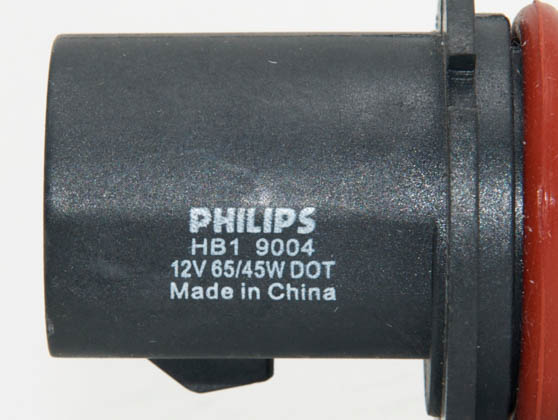 PHILIPS
HB1 9004
12V 65/45W DOT
Made in China